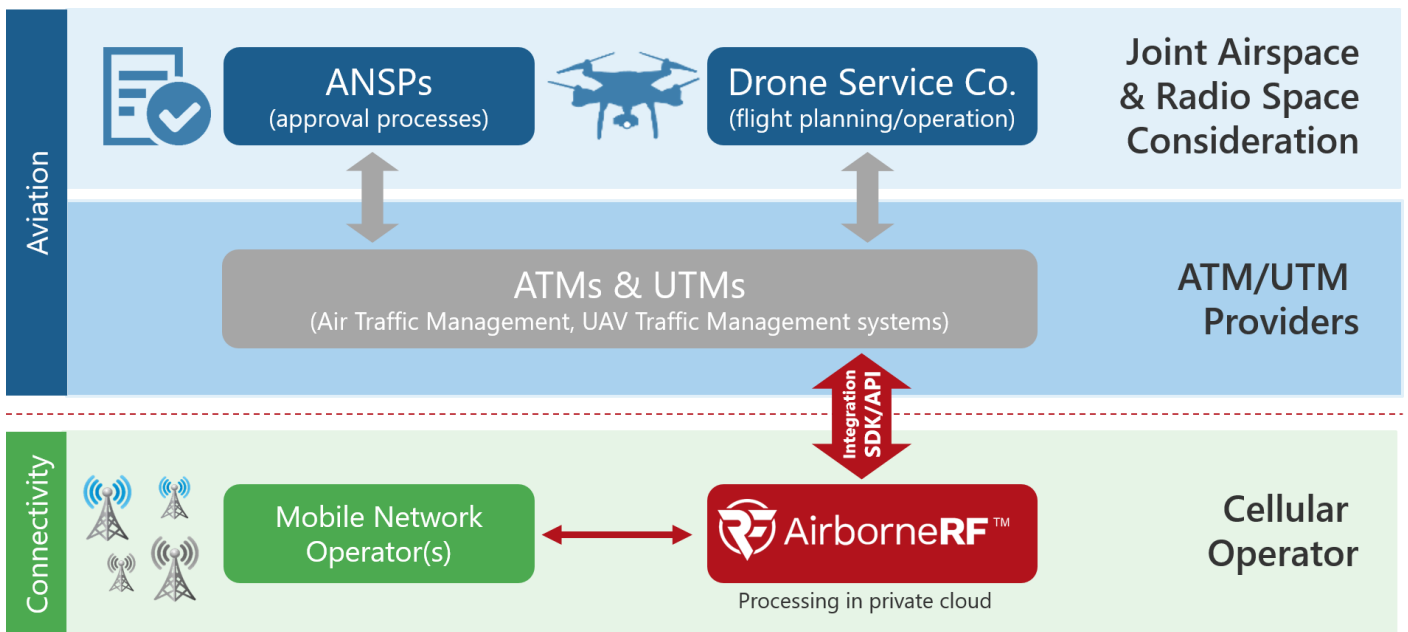 Aviation
ANSPs
(approval processes)
Drone Service Co.
(flight planning/operation)
Joint Airspace
& Radio Space
Consideration
ATMs & UTMs
(Air Traffic Management, UAV Traffic Management systems)
ATM/UTM
Providers
Integration
SDK/API
Connectivity
Mobile Network
Operator(s)
RF AirborneRF™
Processing in private cloud
Cellular
Operator